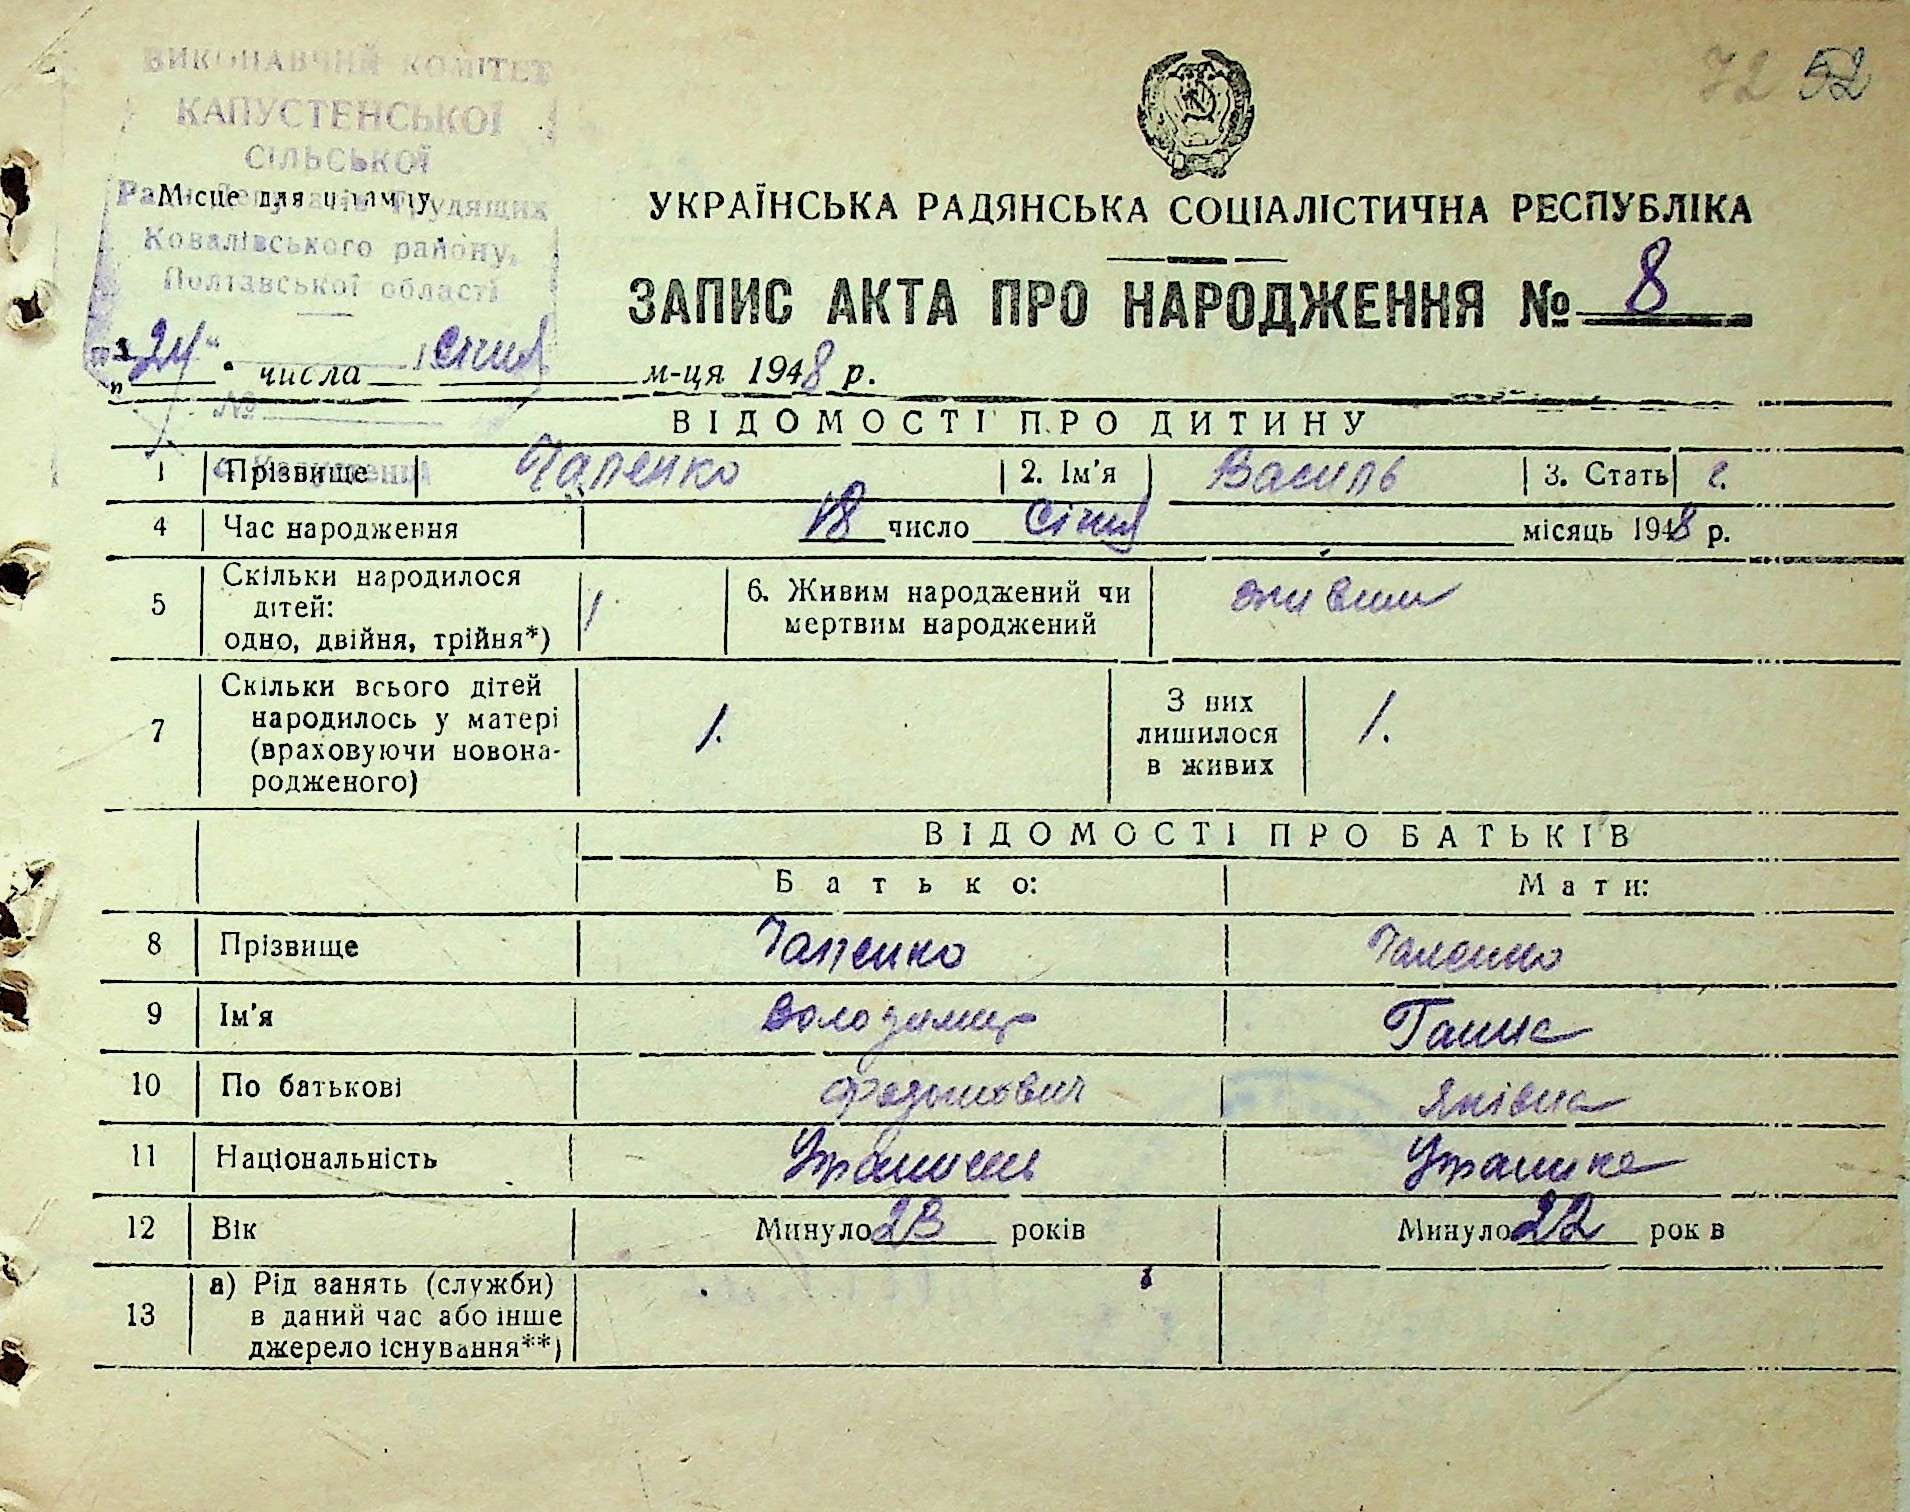 72 52
ВИКОНАВЧИЙ КОМІТЕТ
КАПУСТЕНСЬКОЇ
СІЛЬСЬКОЇ
Ради Депутатів Трудящих
Ковалівського району,
Полтавської області
Місце для штампу
УКРАЇНСЬКА РАДЯНСЬКА СОЦІАЛІСТИЧНА РЕСПУБЛІКА
ЗАПИС АКТА ПРО НАРОДЖЕННЯ № 8
"24" числа січня м-ця 1948 р.
№
ВІДОМОСТІ ПРО ДИТИНУ
1 Прізвище Чапенко 2. Ім'я Василь 3. Стать ч.
4 Час народження 18 число Січня місяць 1948 р.
5 Скільки народилося дітей: одно, двійня, трійня*) 1 6. Живим народжений чи мертвим народжений живим
7 Скільки всього дітей народилось у матері (враховуючи новонародженого) 1. З них лишилося в живих 1.
ВІДОМОСТІ ПРО БАТЬКІВ
Батько: Мати:
8 Прізвище Чапенко Чапенко
9 Ім'я Володимир Ганна
10 По батькові Яківна
11 Національність Українець Українка
12 Вік Минуло 23 років Минуло 22 рок в
13 а) Рід занять (служби) в даний час або інше джерело існування**)